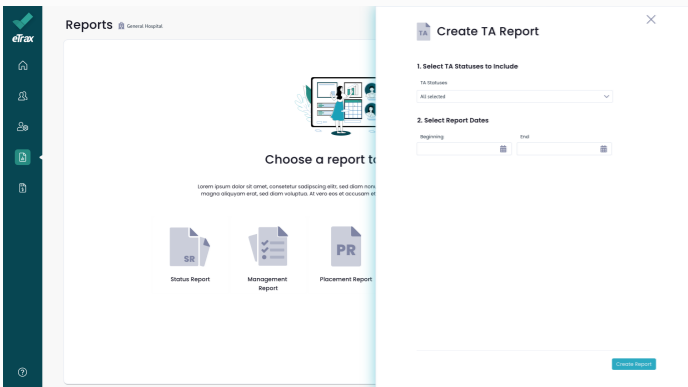 eTrax
Reports General Hospital
Choose a report to
Lorem ipsum dolor sit amet, consetetur sadipscing elitr, sed diam non
magna aliquyam erat, sed diam voluptua. At vero eos et accusam et
SR
PR
Status Report
Management
Report
Placement Report
TA
Create TA Report
1. Select TA Statuses to Include
TA Statuses
All selected
2. Select Report Dates
Beginning
End
Create Report